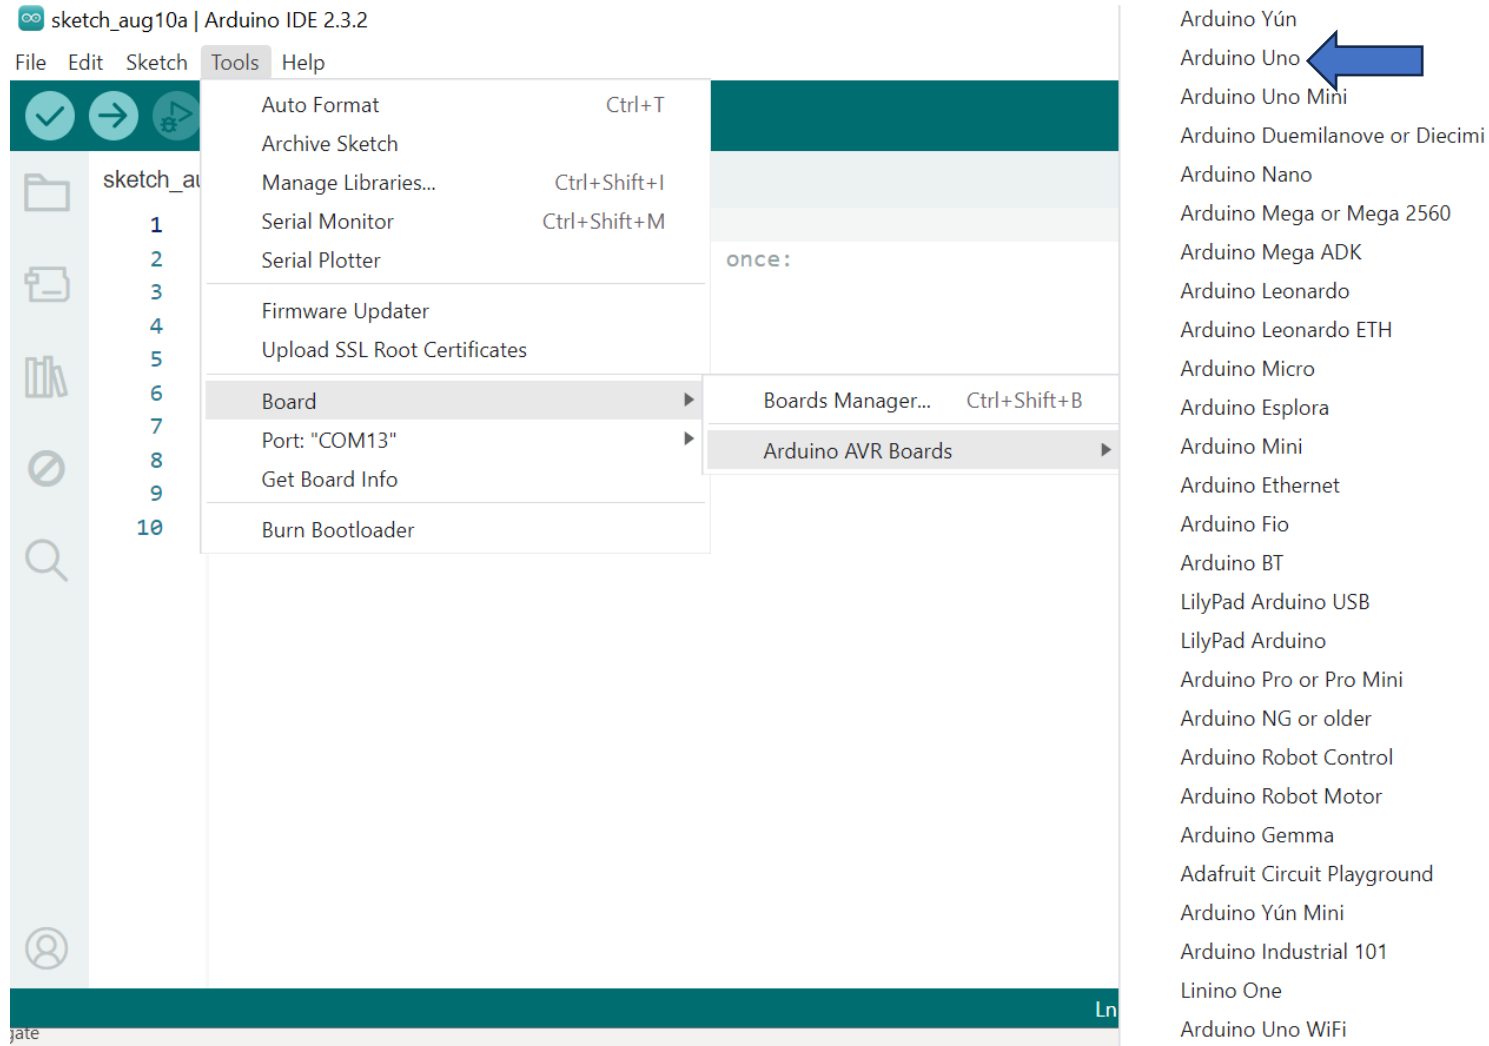 sketch_aug10a | Arduino IDE 2.3.2
File Edit Sketch Tools Help
Auto Format Ctrl+T
Archive Sketch
Manage Libraries... Ctrl+Shift+I
Serial Monitor Ctrl+Shift+M
Serial Plotter
Firmware Updater
Upload SSL Root Certificates
Board
Port: "COM13"
Get Board Info
Burn Bootloader
sketch_au
1
2
3
4
5
6
7
8
9
10
once:
Boards Manager... Ctrl+Shift+B
Arduino AVR Boards
Arduino Yún
Arduino Uno
Arduino Uno Mini
Arduino Duemilanove or Diecimi
Arduino Nano
Arduino Mega or Mega 2560
Arduino Mega ADK
Arduino Leonardo
Arduino Leonardo ETH
Arduino Micro
Arduino Esplora
Arduino Mini
Arduino Ethernet
Arduino Fio
Arduino BT
LilyPad Arduino USB
LilyPad Arduino
Arduino Pro or Pro Mini
Arduino NG or older
Arduino Robot Control
Arduino Robot Motor
Arduino Gemma
Adafruit Circuit Playground
Arduino Yún Mini
Arduino Industrial 101
Linino One
Arduino Uno WiFi
Ln
gate